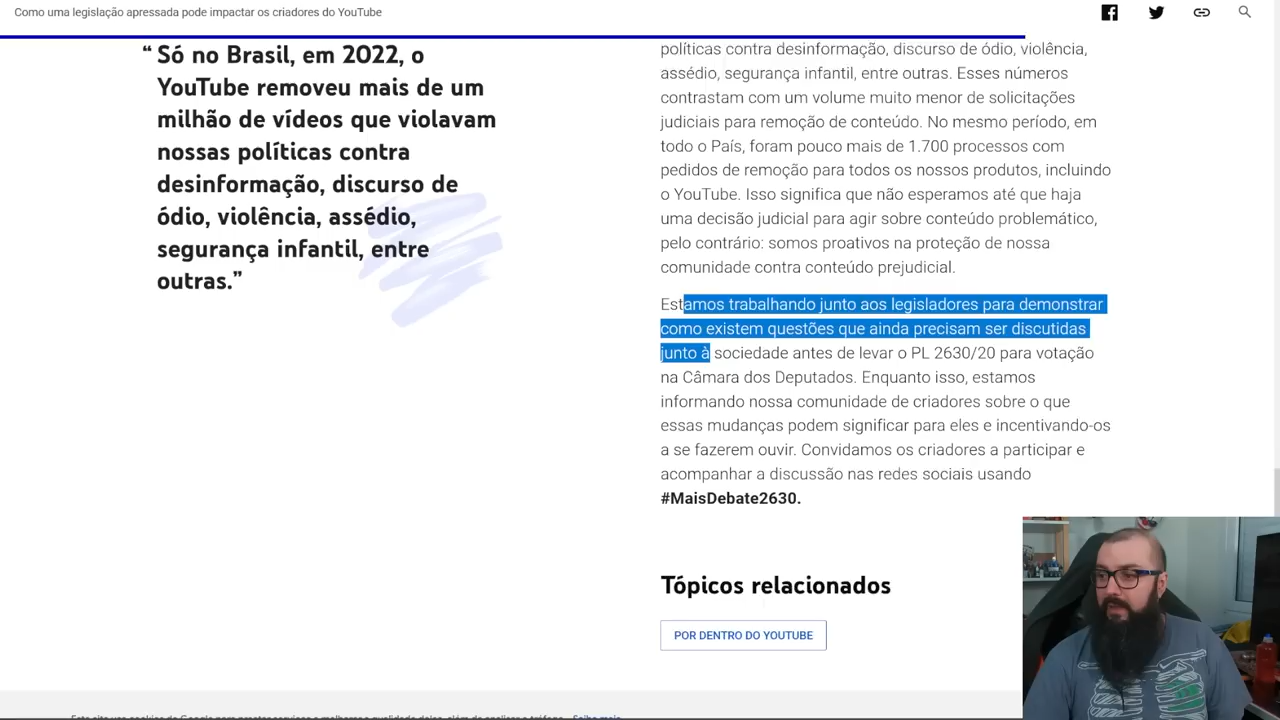 Como uma legislação apressada pode impactar os criadores do YouTube
“ Só no Brasil, em 2022, o
YouTube removeu mais de um
milhão de vídeos que violavam
nossas políticas contra
desinformação, discurso de
ódio, violência, assédio,
segurança infantil, entre
outras.”
políticas contra desinformação, discurso de ódio, violência,
assédio, segurança infantil, entre outras. Esses números
contrastam com um volume muito menor de solicitações
judiciais para remoção de conteúdo. No mesmo período, em
todo o País, foram pouco mais de 1.700 processos com
pedidos de remoção para todos os nossos produtos, incluindo
o YouTube. Isso significa que não esperamos até que haja
uma decisão judicial para agir sobre conteúdo problemático,
pelo contrário: somos proativos na proteção de nossa
comunidade contra conteúdo prejudicial.
Estamos trabalhando junto aos legisladores para demonstrar
como existem questões que ainda precisam ser discutidas
junto à sociedade antes de levar o PL 2630/20 para votação
na Câmara dos Deputados. Enquanto isso, estamos
informando nossa comunidade de criadores sobre o que
essas mudanças podem significar para eles e incentivando-os
a se fazerem ouvir. Convidamos os criadores a participar e
acompanhar a discussão nas redes sociais usando
#MaisDebate2630.
Tópicos relacionados
POR DENTRO DO YOUTUBE